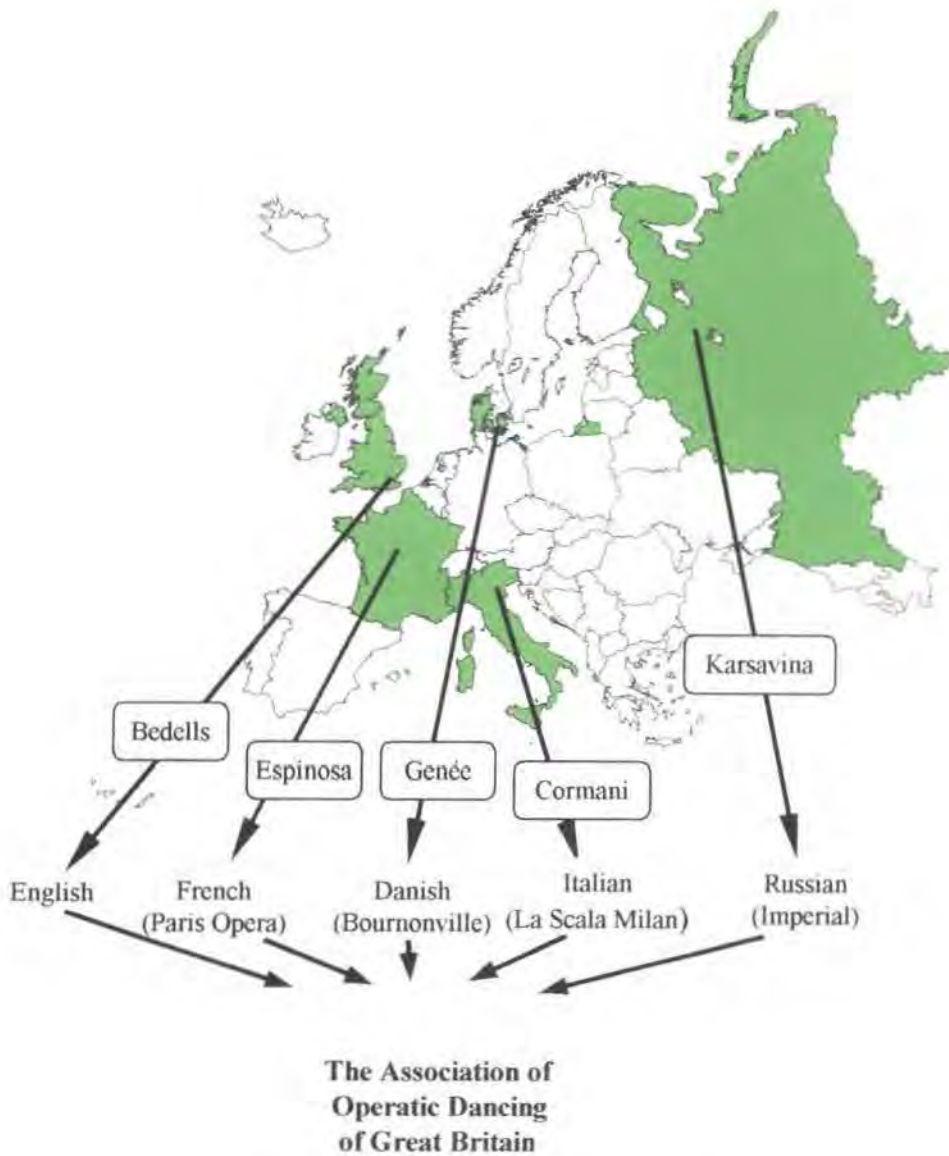 Karsavina
Bedells
Espinosa
Genée
Cormani
English
French
(Paris Opera)
Danish
(Bournonville)
Italian
(La Scala Milan)
Russian
(Imperial)
The Association of
Operatic Dancing
of Great Britain